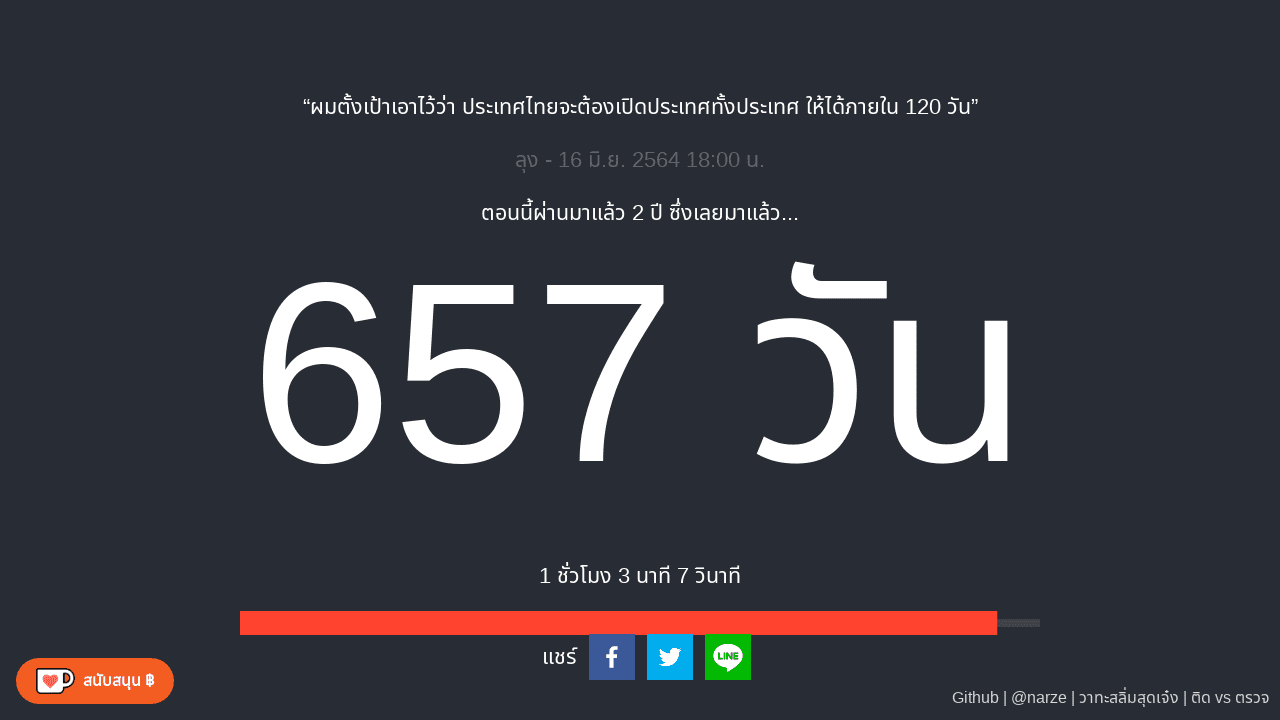 “ผมตั้งเป้าเอาไว้ว่า ประเทศไทยจะต้องเปิดประเทศทั้งประเทศ ให้ได้ภายใน 120 วัน”
ลุง - 16 มิ.ย. 2564 18:00 น.
ตอนนี้ผ่านมาแล้ว 2 ปี ซึ่งเลยมาแล้ว...
657 วัน
1 ชั่วโมง 3 นาที 7 วินาที
แชร์
LINE
สนับสนุน ฿
Github | @narze | วาทะสลิ่มสุดเจ๋ง | ติด vs ตรวจ